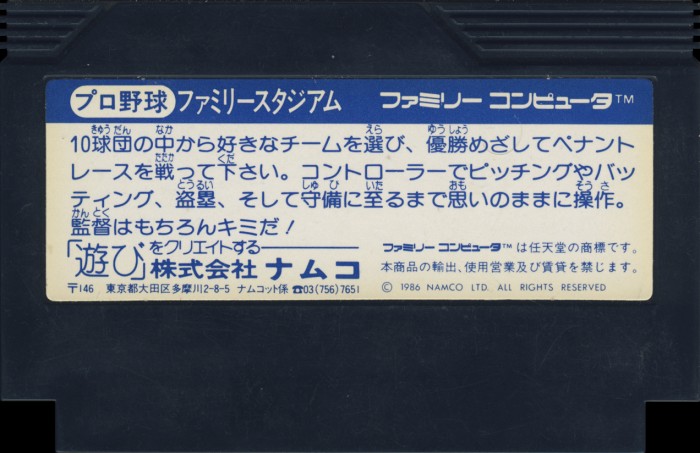 プロ野球 ファミリースタジアム ファミリー コンピュータ™
10球団の中から好きなチームを選び、優勝めざしてペナント
レースを戦って下さい。コントローラーでピッチングやバッ
ティング、盗塁、そして守備に至るまで思いのままに操作。
監督はもちろんキミだ!
「遊び」をクリエイトする――
株式会社 ナムコ
〒146 東京都大田区多摩川2-8-5 ナムコット係 ☎03(756)7651
ファミリー コンピュータ™は任天堂の商標です。
本商品の輸出、使用営業及び賃貸を禁じます。
© 1986 NAMCO LTD. ALL RIGHTS RESERVED